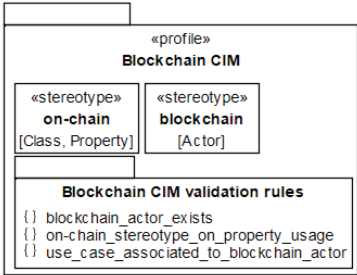 «profile»
Blockchain CIM
«stereotype»
on-chain
[Class, Property]
«stereotype»
blockchain
[Actor]
Blockchain CIM validation rules
{ } blockchain_actor_exists
{ } on-chain_stereotype_on_property_usage
{ } use_case_associated_to_blockchain_actor